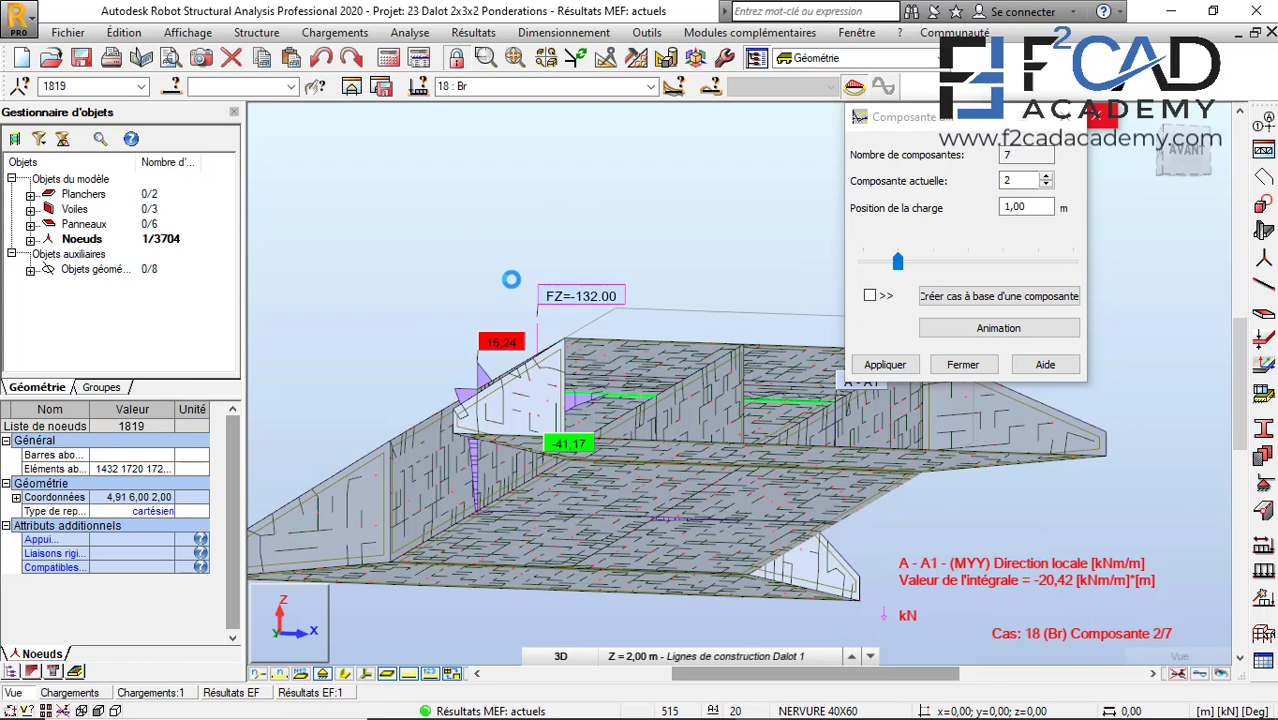 Autodesk Robot Structural Analysis Professional 2020 - Projet: 23 Dalot 2x3x2 Ponderations - Résultats MEF: actuels
Entrez mot-clé ou expression
Se connecter
PRO
Fichier Édition Affichage Structure Chargements Analyse Résultats Dimensionnement Outils Modules complémentaires Fenêtre ? Communauté
Géométrie
1819
18 : Br
F2CAD
ACADEMY
www.f2cadacademy.com
Gestionnaire d'objets
Objets Nombre d'...
Objets du modèle
Planchers 0/2
Voiles 0/3
Panneaux 0/6
Noeuds 1/3704
Objets auxiliaires
Objets géomé... 0/8
Géométrie Groupes
Nom Valeur Unité
Liste de noeuds 1819
Général
Barres abo...
Eléments ab... 1432 1720 172...
Géométrie
Coordonnées 4,91 6,00 2,00
Type de rep... cartésien
Attributs additionnels
Appui...
Liaisons rigi...
Compatibles...
Noeuds
Composante
Nombre de composantes: 7
Composante actuelle: 2
Position de la charge 1,00 m
>> Créer cas à base d'une composante
Animation
Appliquer Fermer Aide
AVANT
FZ=-132.00
15,24
-41,17
A - A1
A - A1 - (MYY) Direction locale [kNm/m]
Valeur de l'intégrale = -20,42 [kNm/m]*[m]
kN
Cas: 18 (Br) Composante 2/7
Z
X
Y
3D Z = 2,00 m - Lignes de construction Dalot 1
Vue
Vue Chargements Chargements:1 Résultats EF Résultats EF:1
Résultats MEF: actuels 515 20 NERVURE 40X60 x=0,00; y=0,00; z=0,00 0,00 [m] [kN] [Deg]